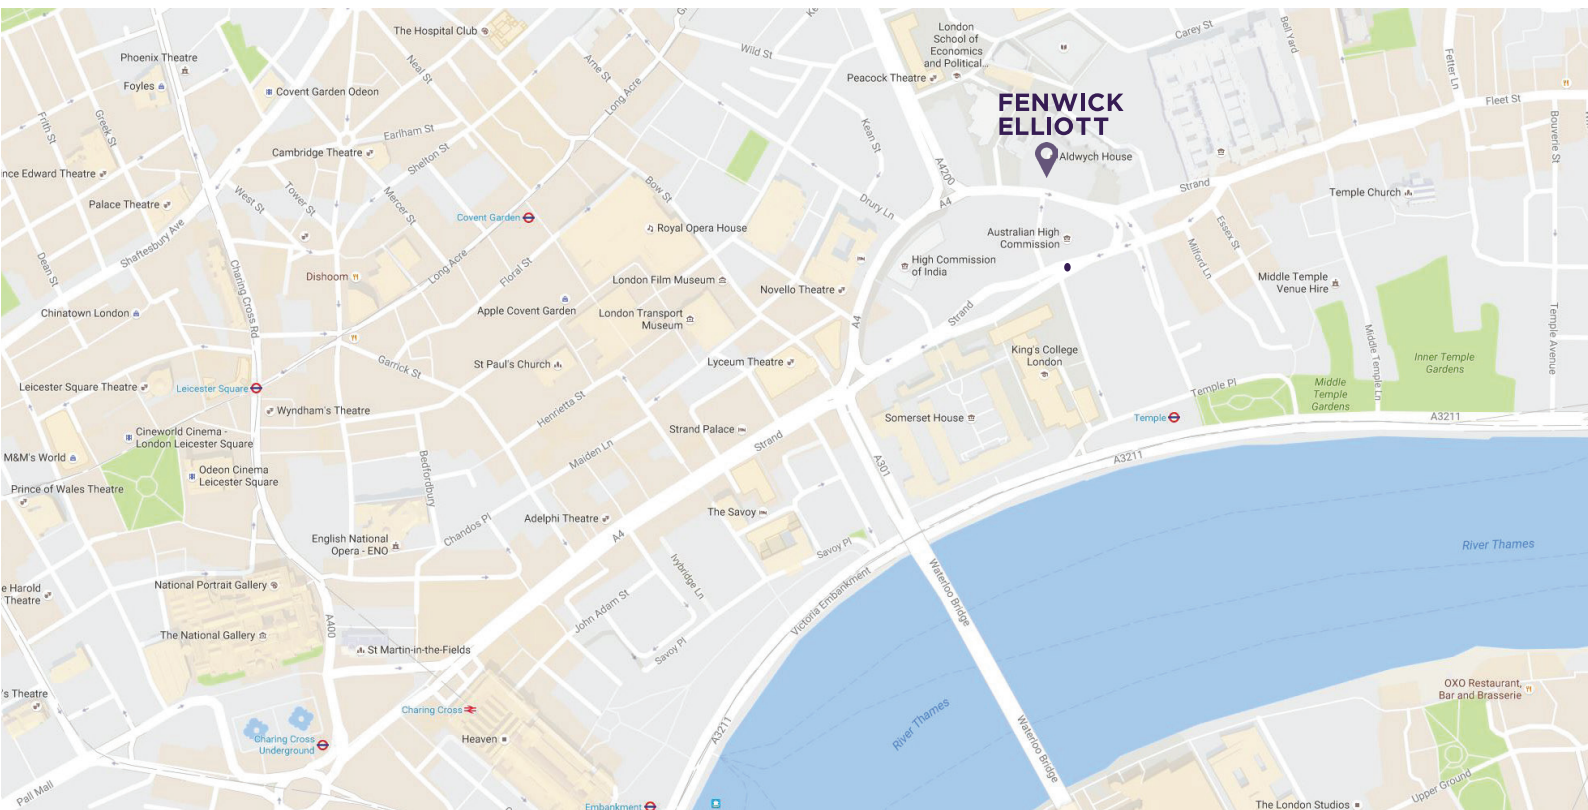 The Hospital Club
London
School of
Economics
and Political...
Carey St
Bell Yard
Phoenix Theatre
Neal St
Arne St
Wild St
Peacock Theatre
Fetter Ln
Foyles
Covent Garden Odeon
Long Acre
FENWICK
ELLIOTT
Fleet St
Frith St
Greek St
Earlham St
Kean St
Bouverie St
Cambridge Theatre
Shelton St
Aldwych House
nce Edward Theatre
A4200
Strand
Temple Church
West St
Tower St
Mercer St
Bow St
Palace Theatre
Drury Ln
A4
Covent Garden
Royal Opera House
Australian High
Commission
Essex St
Shaftesbury Ave
Milford Ln
Dean St
Charing Cross Rd
Long Acre
Floral St
High Commission
of India
Dishoom
London Film Museum
Novello Theatre
Middle Temple
Venue Hire
Chinatown London
Apple Covent Garden
London Transport
Museum
A4
Strand
Temple Avenue
Garrick St
St Paul's Church
Lyceum Theatre
King's College
London
Middle Temple Ln
Inner Temple
Gardens
Leicester Square Theatre
Leicester Square
Temple Pl
Middle
Temple
Gardens
Wyndham's Theatre
Henrietta St
Somerset House
Temple
A3211
Cineworld Cinema -
London Leicester Square
Strand Palace
Strand
M&M's World
Maiden Ln
A301
A3211
Odeon Cinema
Leicester Square
Bedfordbury
Prince of Wales Theatre
The Savoy
Adelphi Theatre
Chandos Pl
A4
English National
Opera - ENO
Savoy Pl
River Thames
National Portrait Gallery
Ivybridge Ln
e Harold
Theatre
Victoria Embankment
Waterloo Bridge
John Adam St
A400
The National Gallery
St Martin-in-the-Fields
Savoy Pl
's Theatre
OXO Restaurant,
Bar and Brasserie
Charing Cross
River Thames
A3211
Waterloo Bridge
Charing Cross
Underground
Heaven
Pall Mall
Upper Ground
Embankment
The London Studios